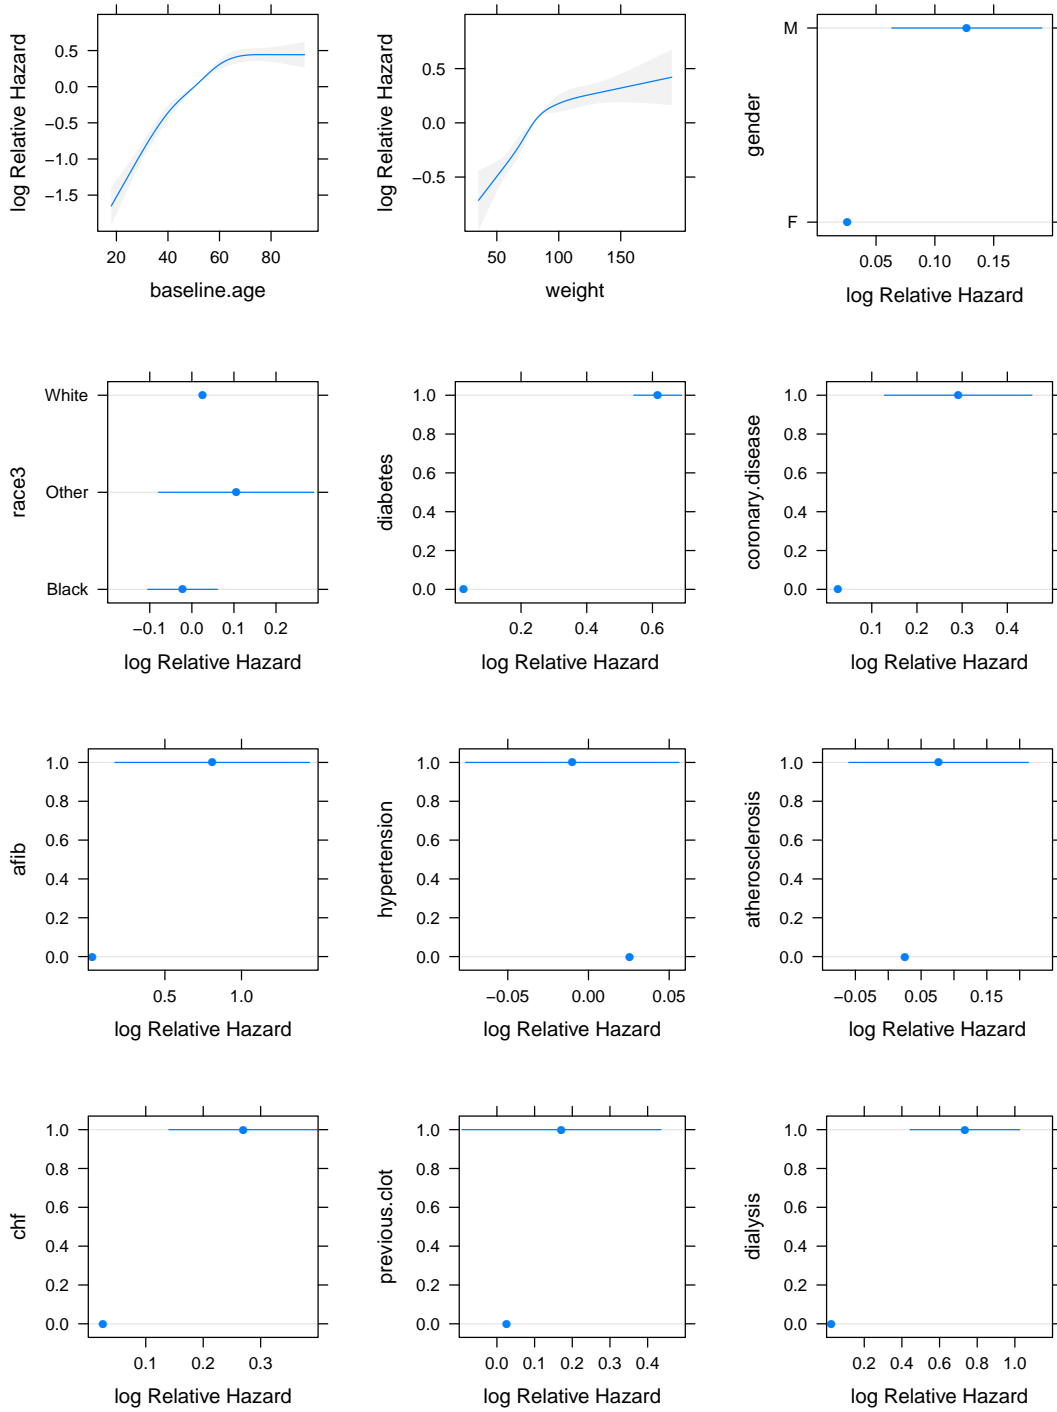 log Relative Hazard
0.5
0.0
−0.5
−1.0
−1.5
20 40 60 80
baseline.age
log Relative Hazard
0.5
0.0
−0.5
50 100 150
weight
gender
M
F
0.05 0.10 0.15
log Relative Hazard
race3
White
Other
Black
−0.1 0.0 0.1 0.2
log Relative Hazard
diabetes
1.0
0.8
0.6
0.4
0.2
0.0
0.2 0.6
log Relative Hazard
coronary.disease
1.0
0.8
0.6
0.4
0.2
0.0
0.1 0.2 0.3 0.4
log Relative Hazard
afib
1.0
0.8
0.6
0.4
0.2
0.0
0.5 1.0
log Relative Hazard
hypertension
1.0
0.8
0.6
0.4
0.2
0.0
−0.05 0.00 0.05
log Relative Hazard
atherosclerosis
1.0
0.8
0.6
0.4
0.2
0.0
−0.05 0.05 0.15
log Relative Hazard
chf
1.0
0.8
0.6
0.4
0.2
0.0
0.1 0.2 0.3
log Relative Hazard
previous.clot
1.0
0.8
0.6
0.4
0.2
0.0
0.0 0.1 0.2 0.3 0.4
log Relative Hazard
dialysis
1.0
0.8
0.6
0.4
0.2
0.0
0.2 0.4 0.6 0.8 1.0
log Relative Hazard